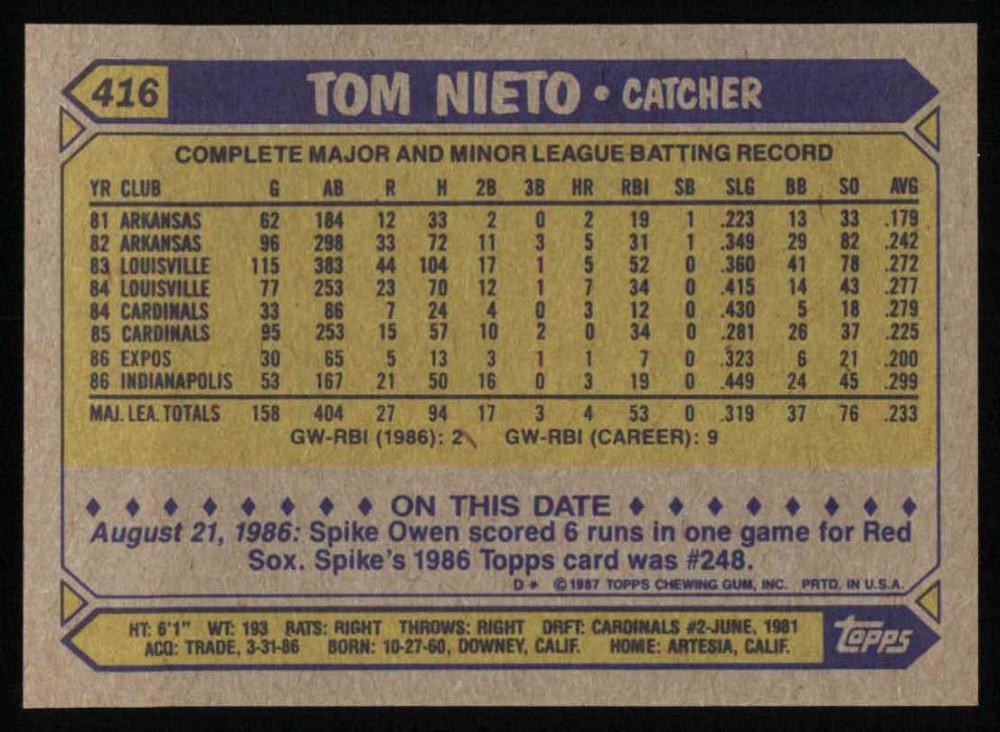 416
TOM NIETO • CATCHER
COMPLETE MAJOR AND MINOR LEAGUE BATTING RECORD
YR CLUB G AB R H 2B 3B HR RBI SB SLG BB SO AVG
81 ARKANSAS 62 184 12 33 2 0 2 19 1 .223 13 33 .179
82 ARKANSAS 96 298 33 72 11 3 5 31 1 .349 29 82 .242
83 LOUISVILLE 115 383 44 104 17 1 5 52 0 .360 41 78 .272
84 LOUISVILLE 77 253 23 70 12 1 7 34 0 .415 14 43 .277
84 CARDINALS 33 86 7 24 4 0 3 12 0 .430 5 18 .279
85 CARDINALS 95 253 15 57 10 2 0 34 0 .281 26 37 .225
86 EXPOS 30 65 5 13 3 1 1 7 0 .323 6 21 .200
86 INDIANAPOLIS 53 167 21 50 16 0 3 19 0 .449 24 45 .299
MAJ. LEA. TOTALS 158 404 27 94 17 3 4 53 0 .319 37 76 .233
GW-RBI (1986): 2 GW-RBI (CAREER): 9
ON THIS DATE
August 21, 1986: Spike Owen scored 6 runs in one game for Red
Sox. Spike's 1986 Topps card was #248.
D* © 1987 TOPPS CHEWING GUM, INC. PRTD. IN U.S.A.
HT: 6'1" WT: 193 BATS: RIGHT THROWS: RIGHT DRFT: CARDINALS #2-JUNE, 1981
ACQ: TRADE, 3-31-86 BORN: 10-27-60, DOWNEY, CALIF. HOME: ARTESIA, CALIF.
topps